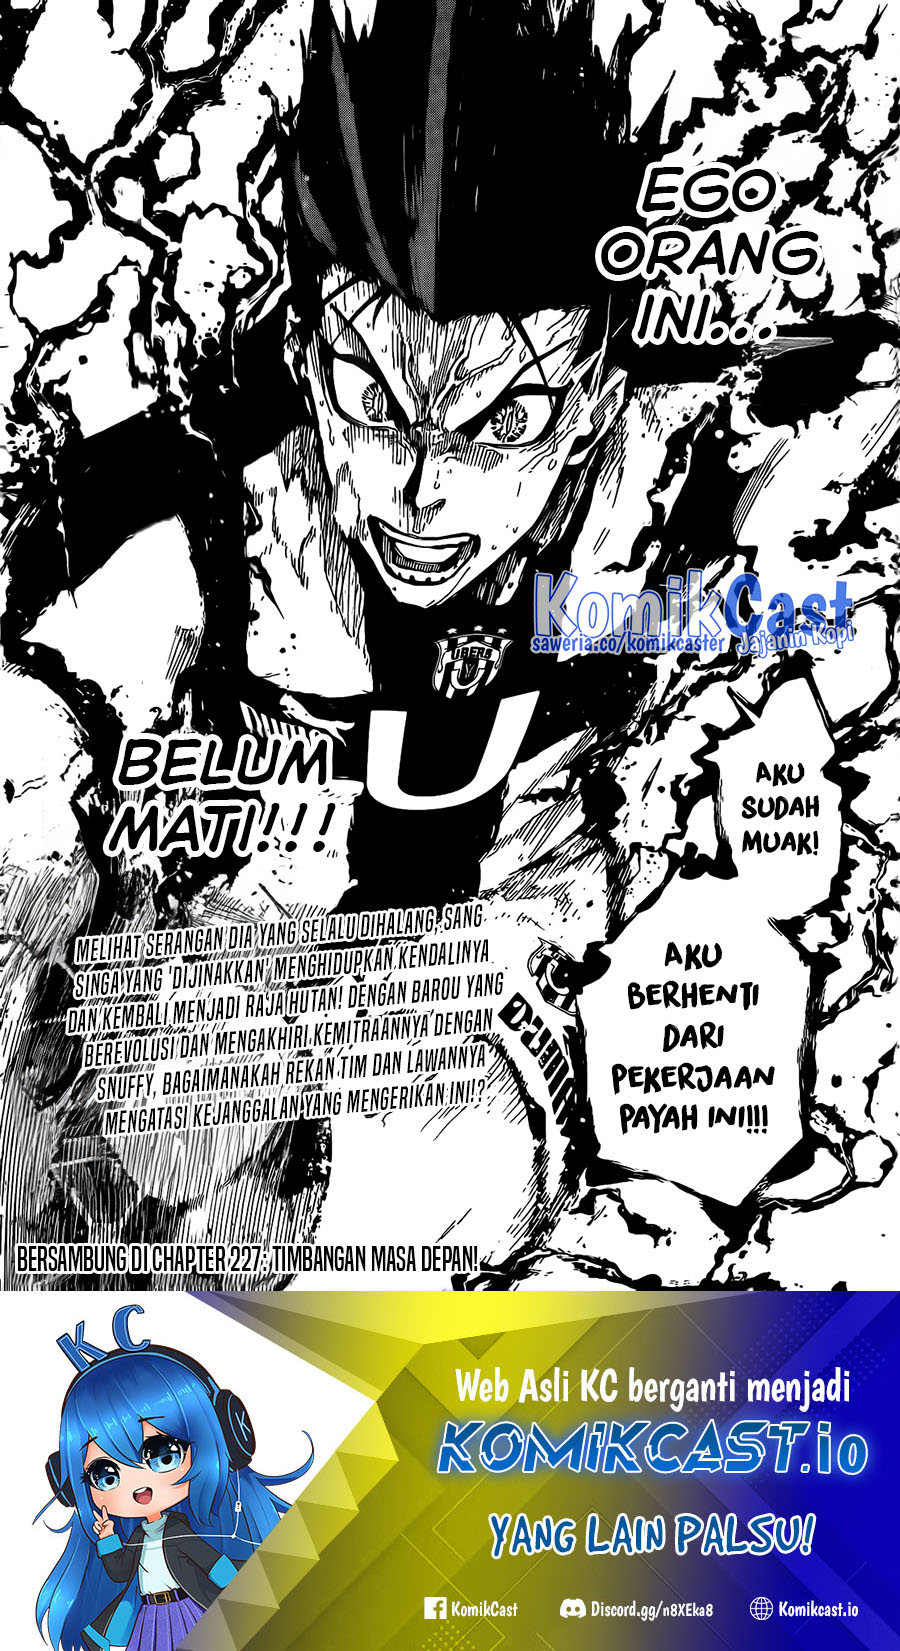 EGO
ORANG
INI...
KomikCast
saweria.co/komikcaster Jajanin Kopi
UBERS
U
BELUM
MATI!!!
AKU
SUDAH
MUAK!
AKU
BERHENTI
DARI
PEKERJAAN
PAYAH INI!!!!
MELIHAT SERANGAN DIA YANG SELALU DIHALANG, SANG
SINGA YANG 'DIJINAKKAN' MENGHIDUPKAN KENDALINYA
DAN KEMBALI MENJADI RAJA HUTAN! DENGAN BAROU YANG
BEREVOLUSI DAN MENGAKHIRI KEMITRAANNYA DENGAN
SNUFFY, BAGAIMANAKAH REKAN TIM DAN LAWANNYA
MENGATASI KEJANGGALAN YANG MENGERIKAN INI!?
BERSAMBUNG DI CHAPTER 227: TIMBANGAN MASA DEPAN!
KC
Web Asli KC berganti menjadi
KOMIKCAST.io
YANG LAIN PALSU!
KomikCast Discord.gg/n8XEka8 Komikcast.io